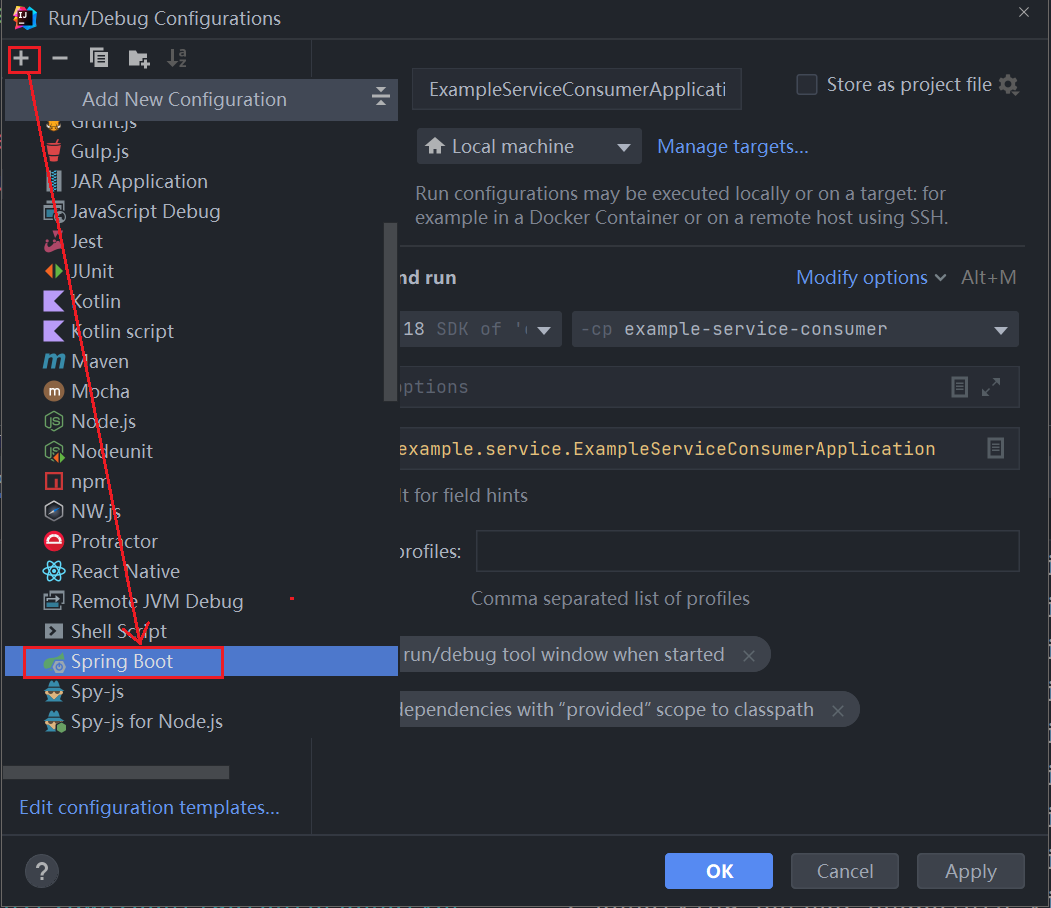 Run/Debug Configurations
Add New Configuration
Grunt.js
Gulp.js
JAR Application
JavaScript Debug
Jest
JUnit
Kotlin
Kotlin script
Maven
Mocha
Node.js
Nodeunit
npm
NW.js
Protractor
React Native
Remote JVM Debug
Shell Script
Spring Boot
Spy-js
Spy-js for Node.js
Edit configuration templates...
ExampleServiceConsumerApplicati
Store as project file
Local machine
Manage targets...
Run configurations may be executed locally or on a target: for
example in a Docker Container or on a remote host using SSH.
nd run
Modify options Alt+M
18 SDK of '
-cp example-service-consumer
options
example.service.ExampleServiceConsumerApplication
lt for field hints
profiles:
Comma separated list of profiles
run/debug tool window when started
dependencies with “provided” scope to classpath
?
OK
Cancel
Apply